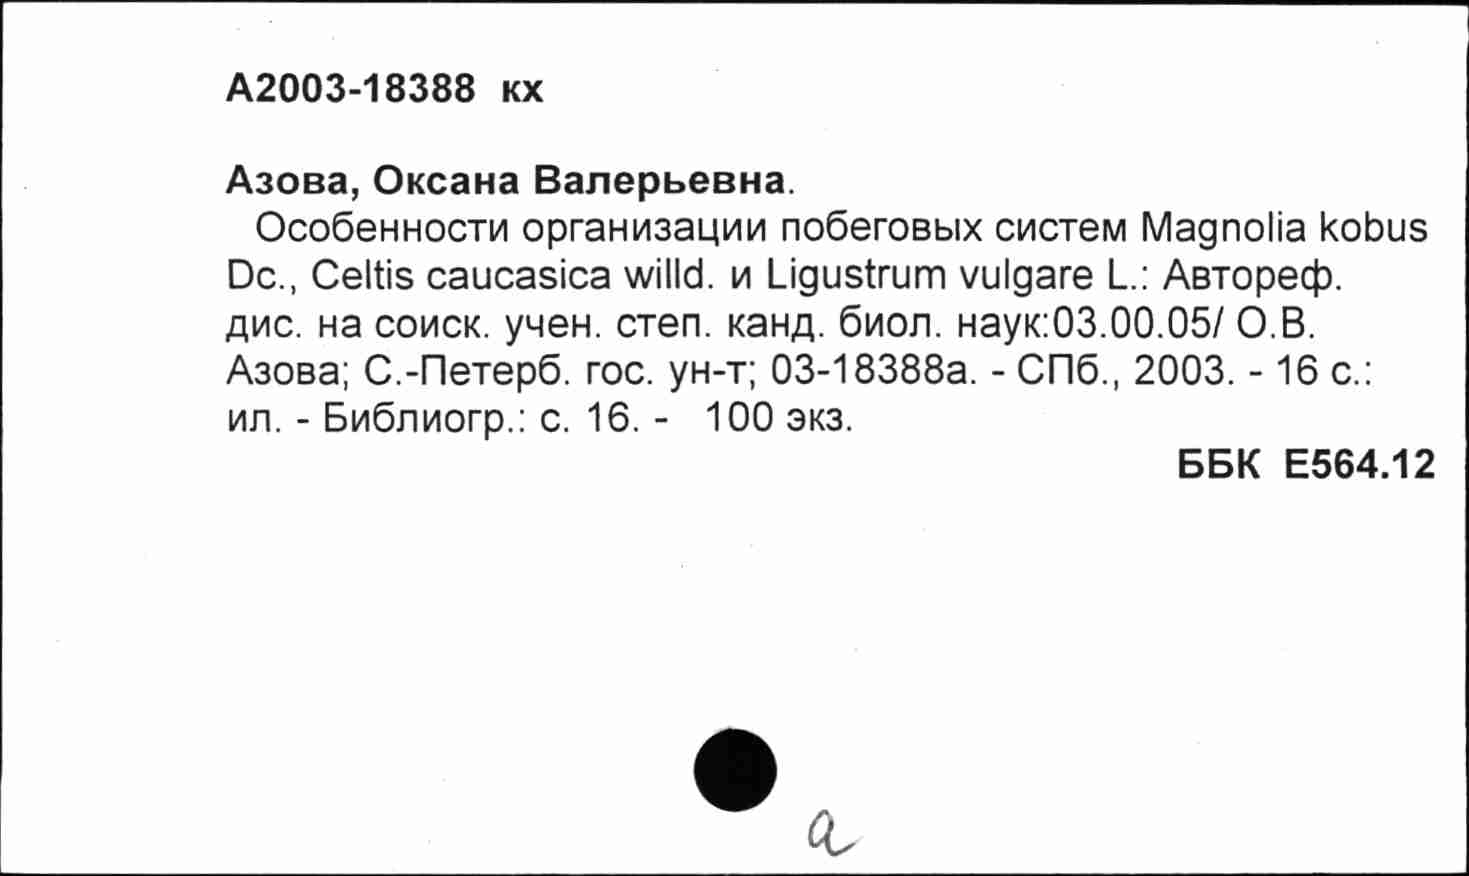 А2003-18388 кх
Азова, Оксана Валерьевна.
Особенности организации побеговых систем Magnolia kobus
Dc., Celtis caucasica willd. и Ligustrum vulgare L.: Автореф.
дис. на соиск. учен. степ. канд. биол. наук:03.00.05/ О.В.
Азова; С.-Петерб. гос. ун-т; 03-18388а. - СПб., 2003. - 16 с.:
ил. - Библиогр.: с. 16. - 100 экз.
ББК Е564.12
а